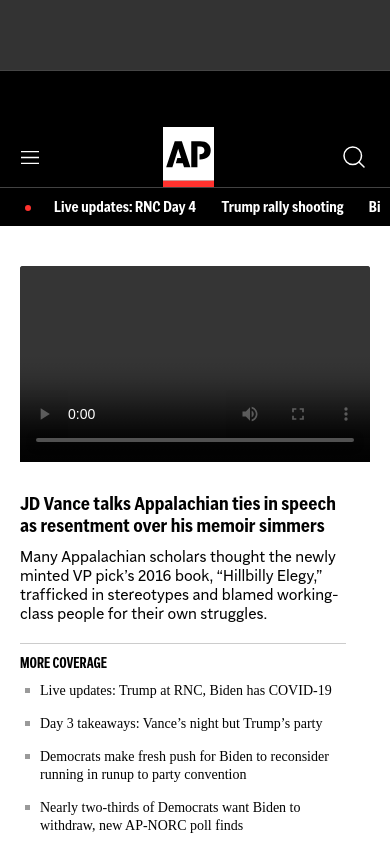 AP
Live updates: RNC Day 4 Trump rally shooting Bi
0:00
JD Vance talks Appalachian ties in speech
as resentment over his memoir simmers
Many Appalachian scholars thought the newly
minted VP pick’s 2016 book, “Hillbilly Elegy,”
trafficked in stereotypes and blamed working-
class people for their own struggles.
MORE COVERAGE
Live updates: Trump at RNC, Biden has COVID-19
Day 3 takeaways: Vance’s night but Trump’s party
Democrats make fresh push for Biden to reconsider
running in runup to party convention
Nearly two-thirds of Democrats want Biden to
withdraw, new AP-NORC poll finds